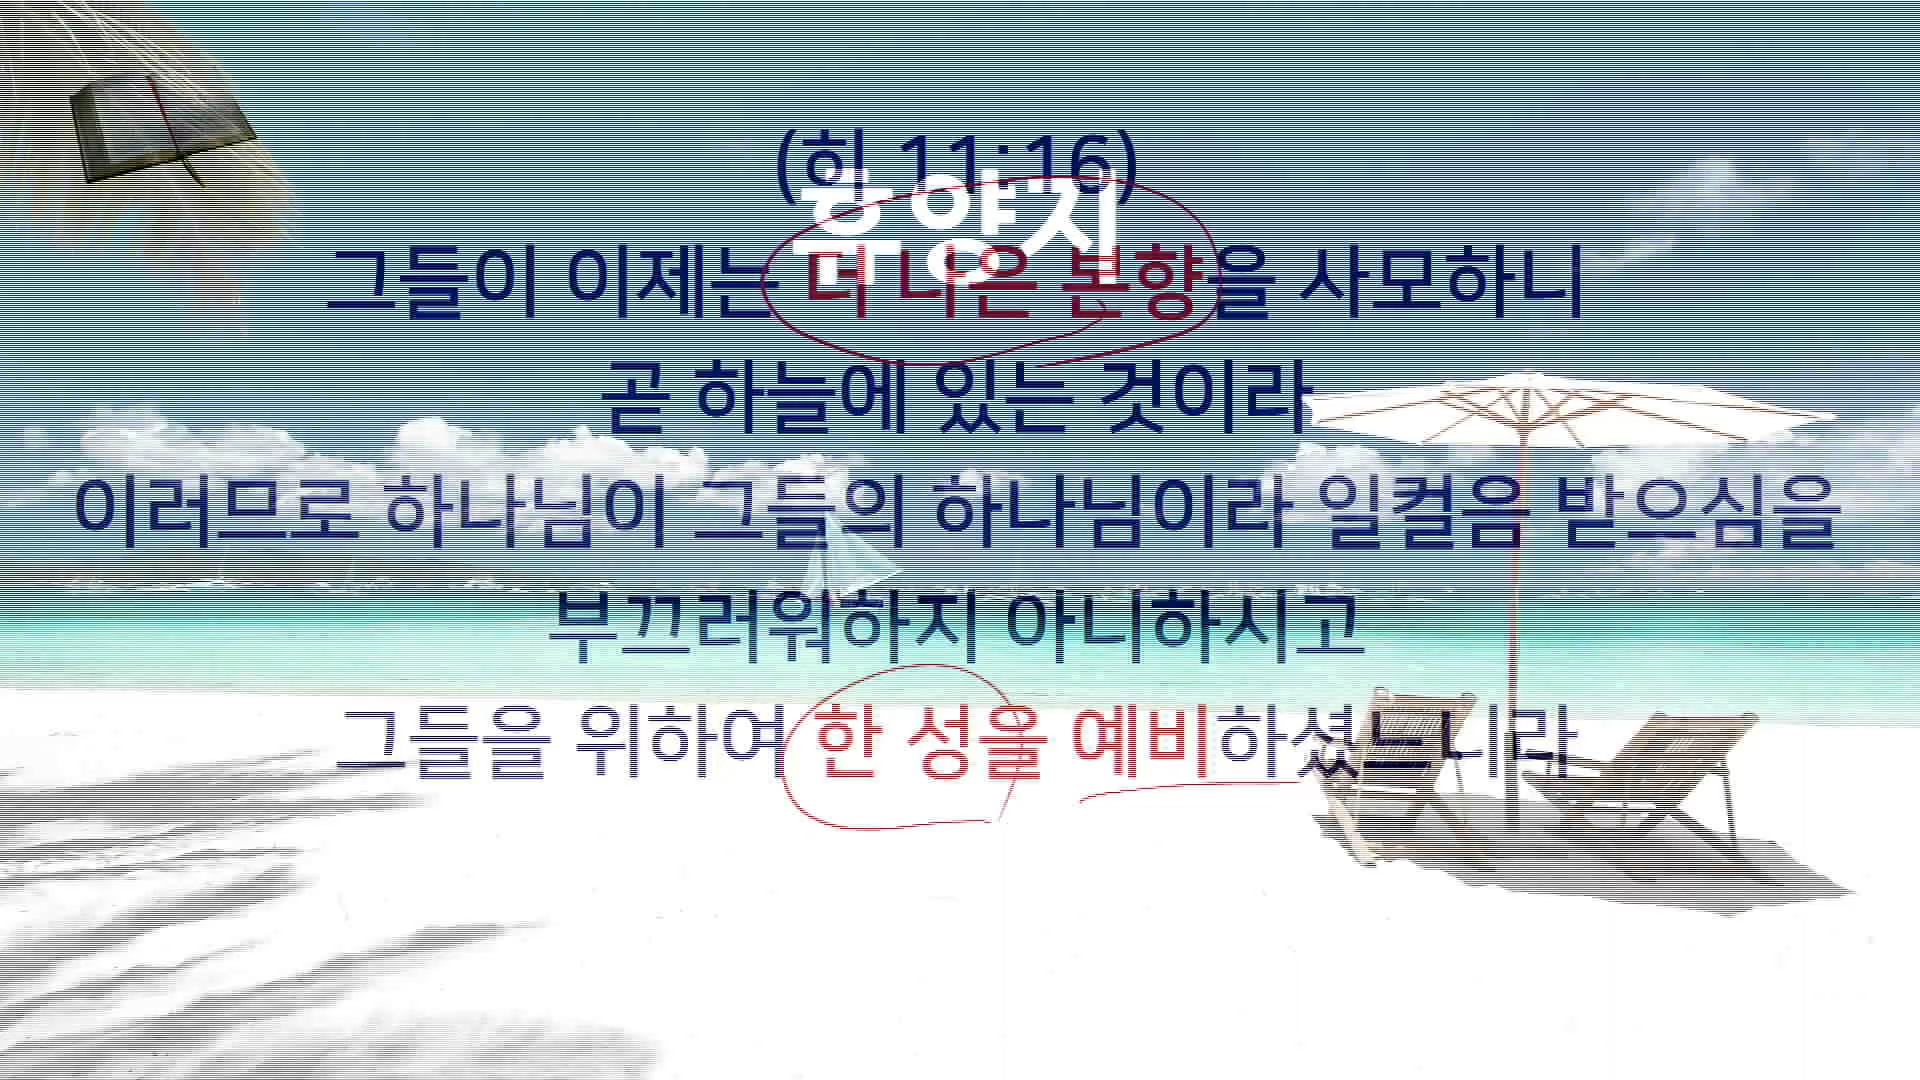 (히 11:16)
휴양지
그들이 이제는 더 나은 본향을 사모하니
곧 하늘에 있는 것이라
이러므로 하나님이 그들의 하나님이라 일컬음 받으심을
부끄러워하지 아니하시고
그들을 위하여 한 성을 예비하셨느니라